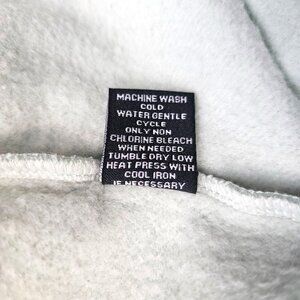 MACHINE WASH
COLD
WATER GENTLE
CYCLE
ONLY NON
CHLORINE BLEACH
WHEN NEEDED
TUMBLE DRY LOW
HEAT PRESS WITH
COOL IRON
IF NECESSARY